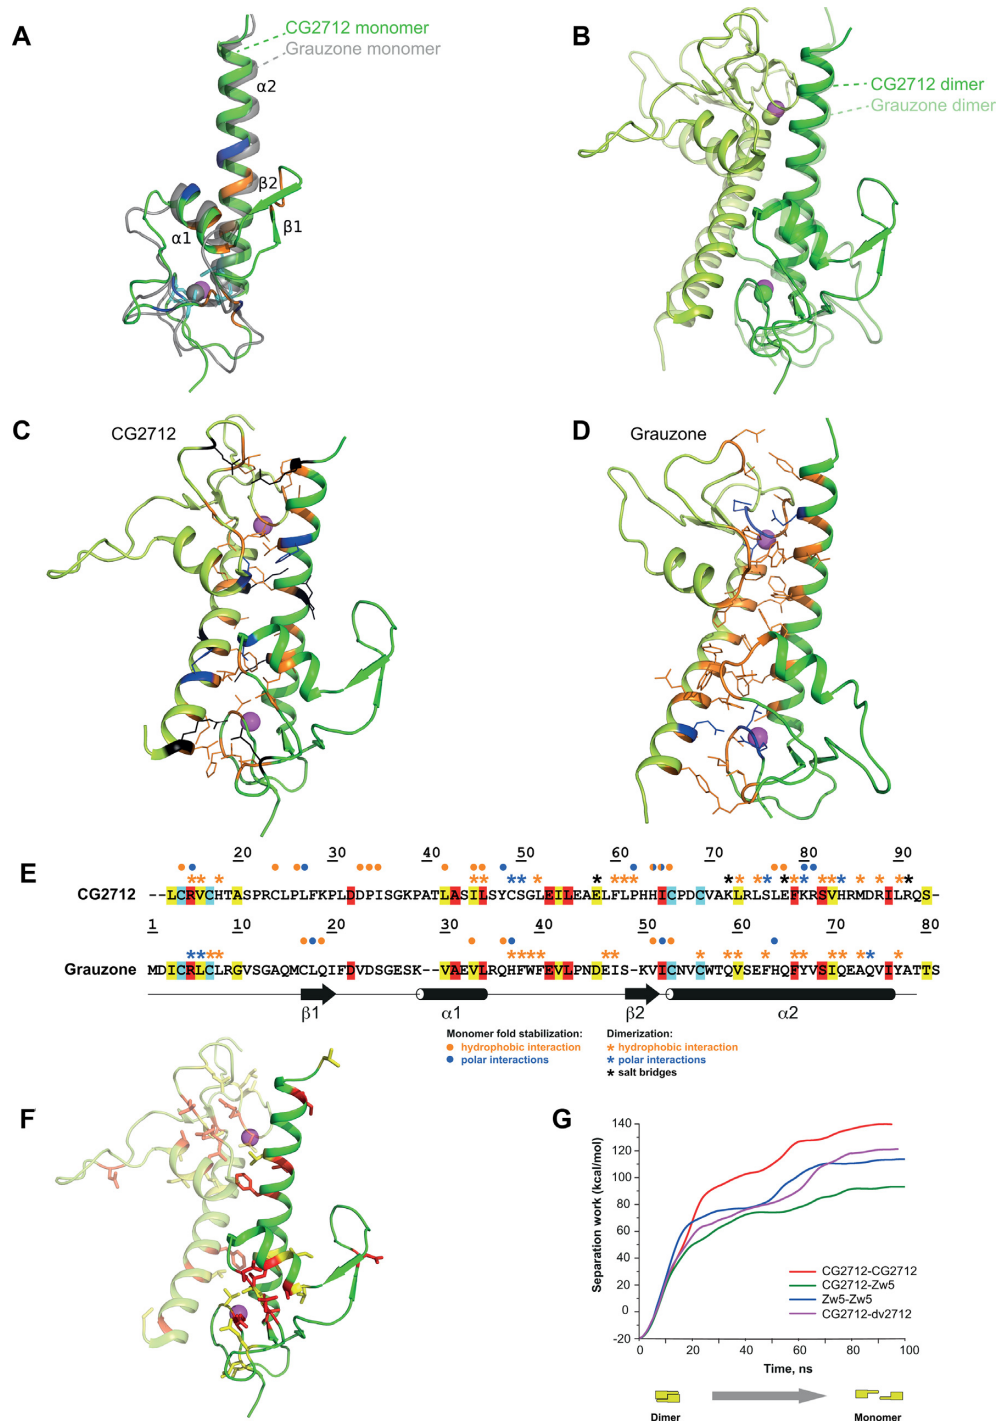 A
CG2712 monomer
Grauzone monomer
α2
β2
β1
α1
B
CG2712 dimer
Grauzone dimer
C
CG2712
D
Grauzone
E
20 30 40 50 60 70 80 90
CG2712 --LCRVCHTASPRCLPLFKPLDDPISGKPATLASILSYCSGLEILEAELFLPHHICPDCVAKLRLSLEFKRSVHRMDRILRQS-
1 10 20 30 40 50 60 70 80
Grauzone MDICRLCLRGVSGAQMCLQIFDVDSGESK--VAEVLRQHFWFEVLPNDEIS-KVICNVCWTQVSEFHQFYVSIQEAQVIYATTS
β1 α1 β2 α2
Monomer fold stabilization:
hydrophobic interaction
polar interactions
Dimerization:
* hydrophobic interaction
* polar interactions
* salt bridges
F
G
Separation work (kcal/mol)
140
120
100
80
60
40
20
0
-20
CG2712-CG2712
CG2712-Zw5
Zw5-Zw5
CG2712-dv2712
0 20 40 60 80 100
Time, ns
Dimer
Monomer